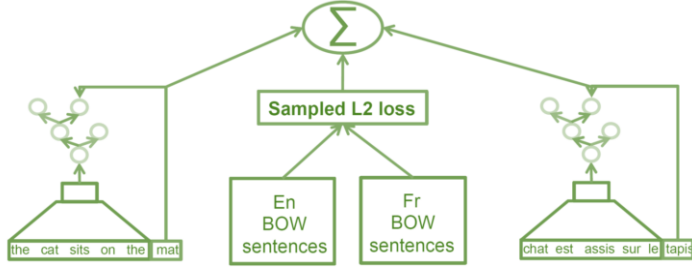 Σ
Sampled L2 loss
En
BOW
sentences
Fr
BOW
sentences
the cat sits on the mat
chat est assis sur le tapis